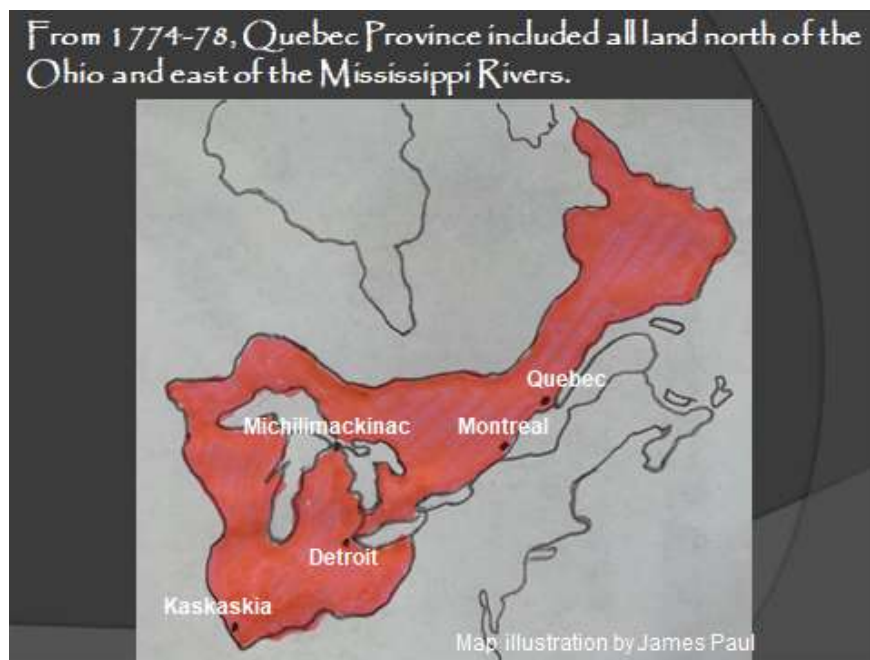 From 1774-78, Quebec Province included all land north of the
Ohio and east of the Mississippi Rivers.
Quebec
Michilimackinac
Montreal
Detroit
Kaskaskia
Map illustration by James Paul